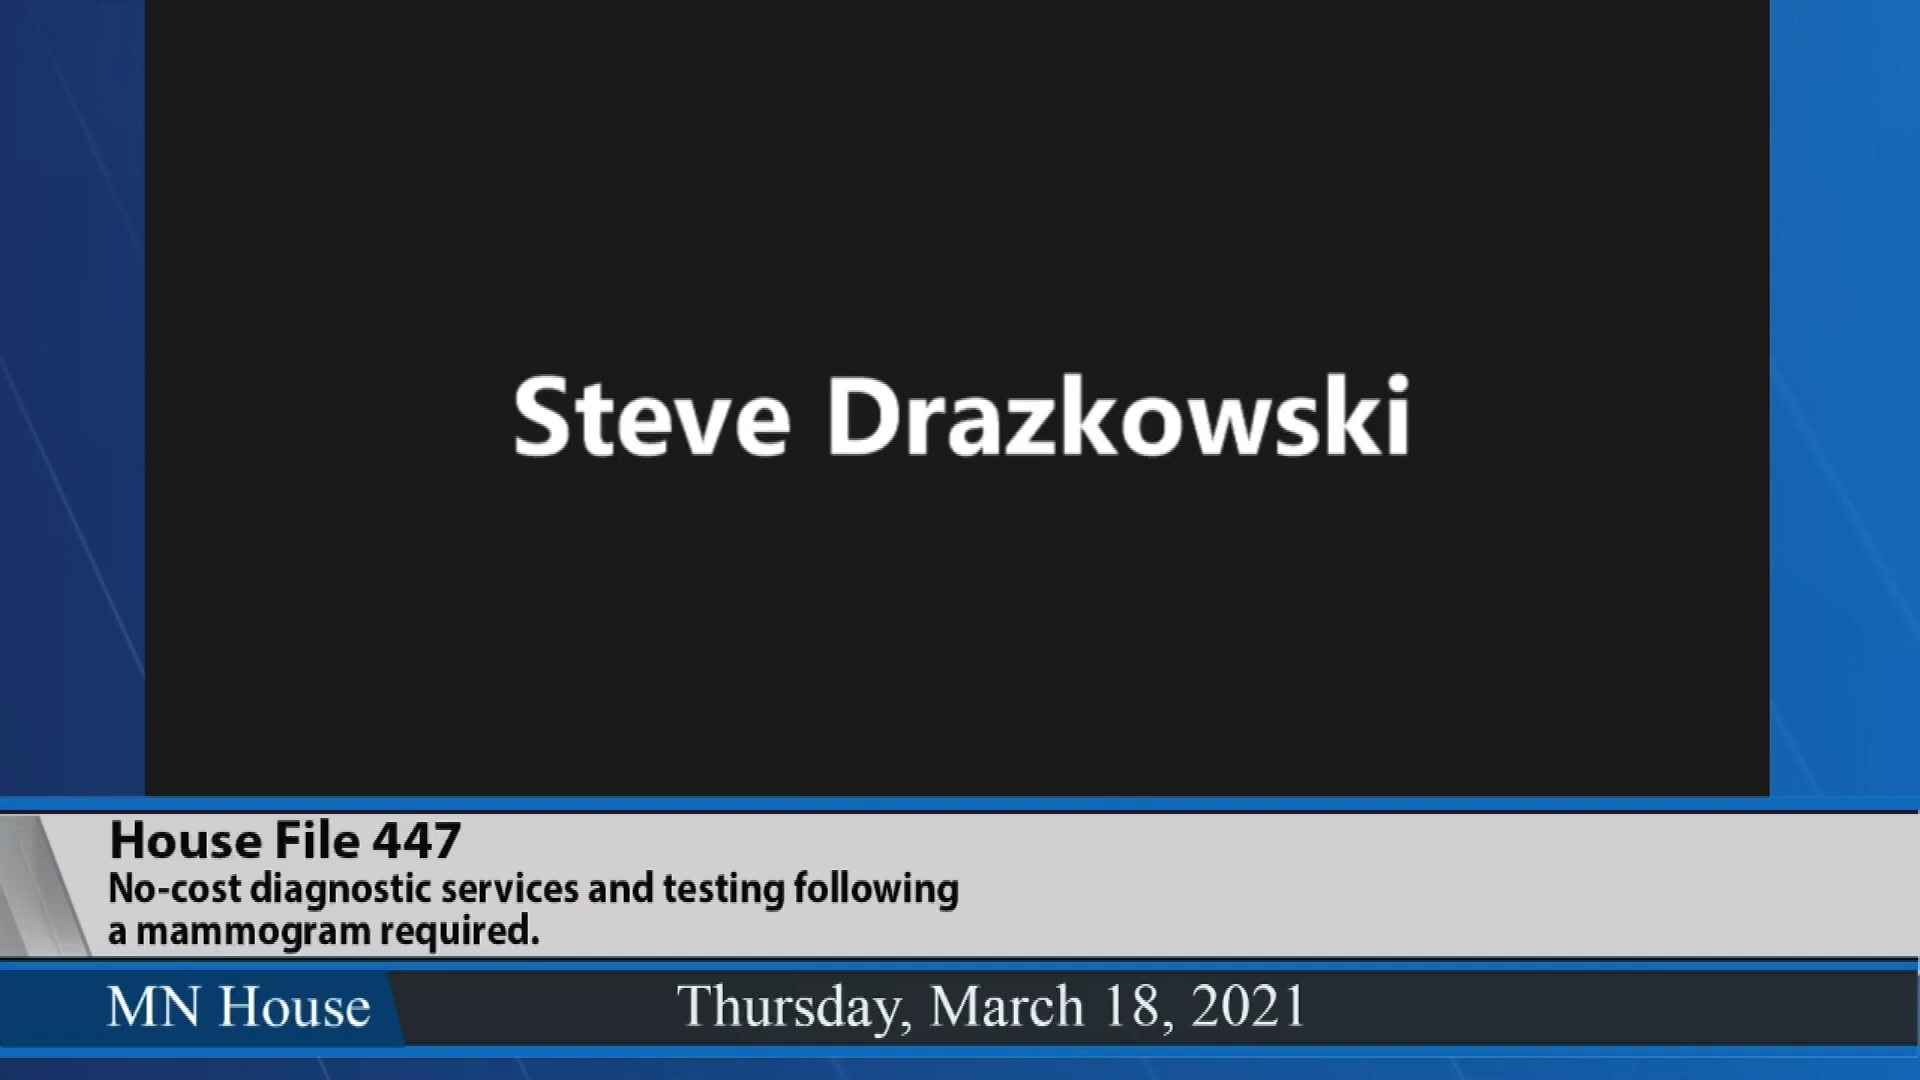 Steve Drazkowski
House File 447
No-cost diagnostic services and testing following
a mammogram required.
MN House
Thursday, March 18, 2021